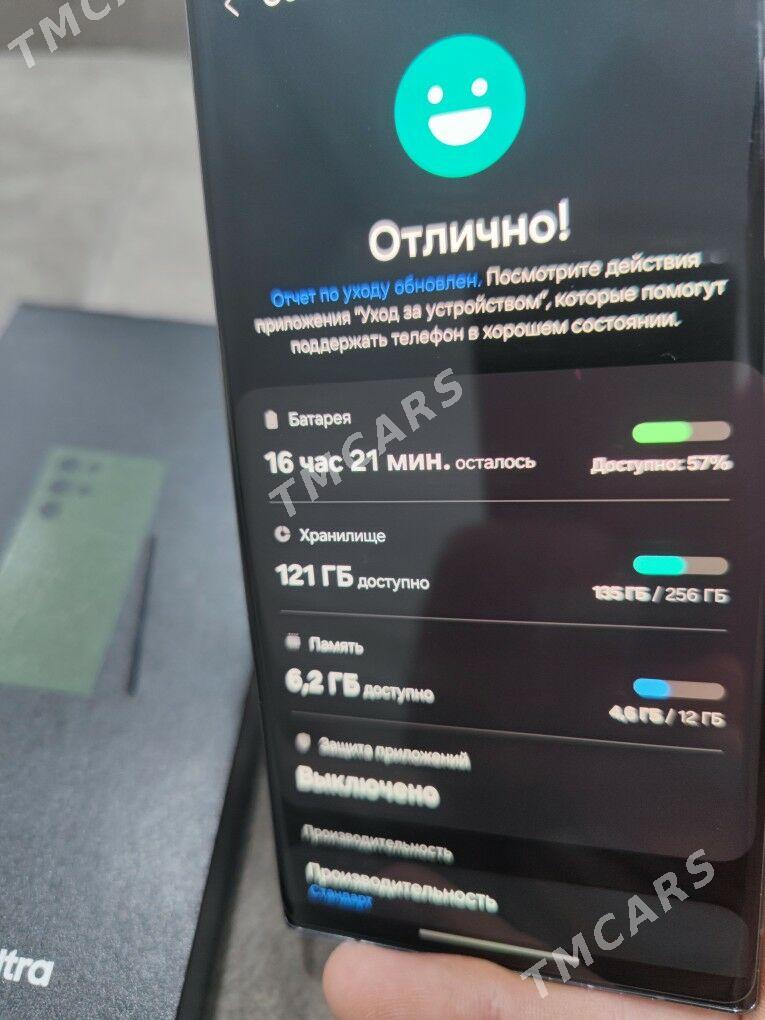 TMCARS
Отлично!
Отчет по уходу обновлен. Посмотрите действия
приложения "Уход за устройством", которые помогут
поддержать телефон в хорошем состоянии.
Батарея
16 час 21 мин. осталось
Доступно: 57%
TMCARS
Хранилище
121 ГБ доступно
135 ГБ / 256 ГБ
Память
6,2 ГБ доступно
4,6 ГБ / 12 ГБ
Защита приложений
Выключено
Производительность
Производительность
Стандарт
ltra
TMCARS